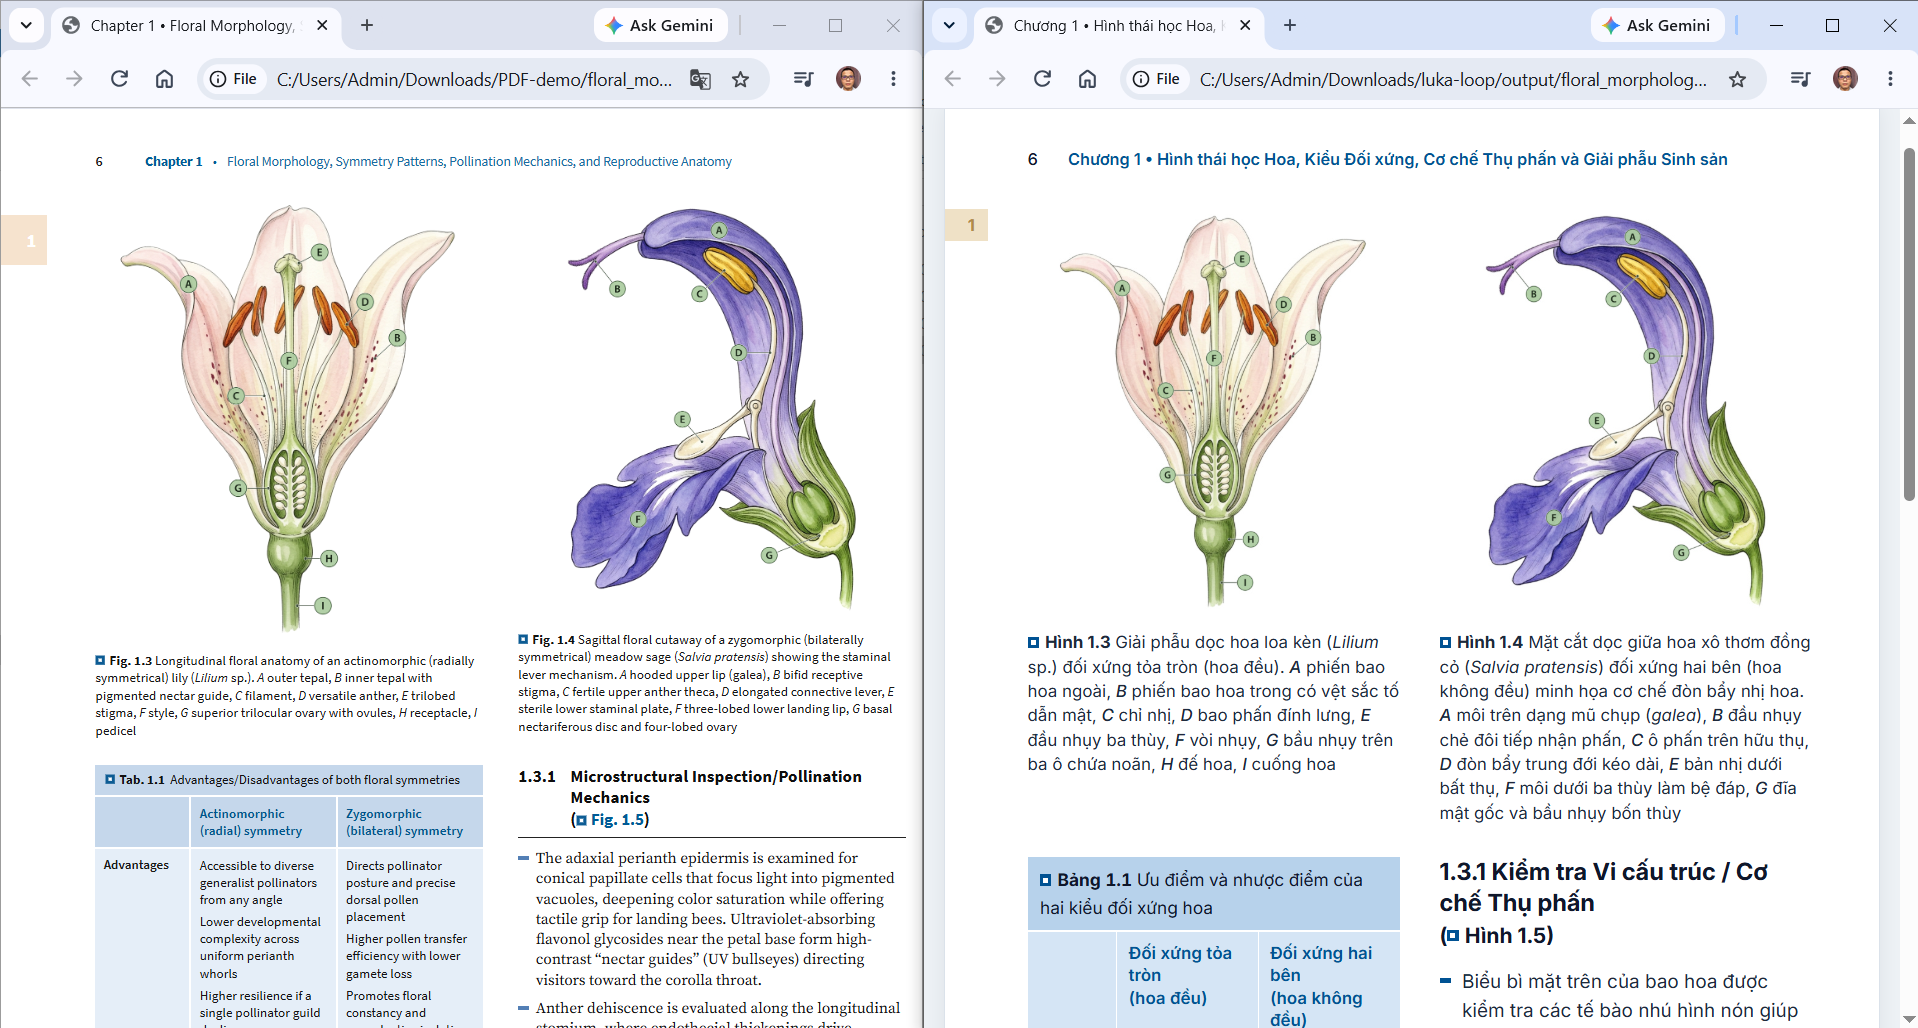 Chapter 1 • Floral Morphology,
Ask Gemini
File
C:/Users/Admin/Downloads/PDF-demo/floral_mo...
6
Chapter 1 • Floral Morphology, Symmetry Patterns, Pollination Mechanics, and Reproductive Anatomy
1
A
E
D
B
F
C
G
H
I
A
B
C
D
E
F
G
Fig. 1.3 Longitudinal floral anatomy of an actinomorphic (radially
symmetrical) lily (Lilium sp.). A outer tepal, B inner tepal with
pigmented nectar guide, C filament, D versatile anther, E trilobed
stigma, F style, G superior trilocular ovary with ovules, H receptacle, I
pedicel
Fig. 1.4 Sagittal floral cutaway of a zygomorphic (bilaterally
symmetrical) meadow sage (Salvia pratensis) showing the staminal
lever mechanism. A hooded upper lip (galea), B bifid receptive
stigma, C fertile upper anther theca, D elongated connective lever, E
sterile lower staminal plate, F three-lobed lower landing lip, G basal
nectariferous disc and four-lobed ovary
Tab. 1.1 Advantages/Disadvantages of both floral symmetries
Actinomorphic
(radial) symmetry
Zygomorphic
(bilateral) symmetry
Advantages
Accessible to diverse
generalist pollinators
from any angle
Lower developmental
complexity across
uniform perianth
whorls
Higher resilience if a
single pollinator guild
Directs pollinator
posture and precise
dorsal pollen
placement
Higher pollen transfer
efficiency with lower
gamete loss
Promotes floral
constancy and
1.3.1 Microstructural Inspection/Pollination
Mechanics
(Fig. 1.5)
The adaxial perianth epidermis is examined for
conical papillate cells that focus light into pigmented
vacuoles, deepening color saturation while offering
tactile grip for landing bees. Ultraviolet-absorbing
flavonol glycosides near the petal base form high-
contrast “nectar guides” (UV bullseyes) directing
visitors toward the corolla throat.
Anther dehiscence is evaluated along the longitudinal
stomium, where endothecial thickenings drive
Chương 1 • Hình thái học Hoa,
Ask Gemini
File
C:/Users/Admin/Downloads/luka-loop/output/floral_morpholog...
6
Chương 1 • Hình thái học Hoa, Kiểu Đối xứng, Cơ chế Thụ phấn và Giải phẫu Sinh sản
1
A
E
D
B
F
C
G
H
I
A
B
C
D
E
F
G
Hình 1.3 Giải phẫu dọc hoa loa kèn (Lilium
sp.) đối xứng tỏa tròn (hoa đều). A phiến bao
hoa ngoài, B phiến bao hoa trong có vệt sắc tố
dẫn mật, C chỉ nhị, D bao phấn đính lưng, E
đầu nhụy ba thùy, F vòi nhụy, G bầu nhụy trên
ba ô chứa noãn, H đế hoa, I cuống hoa
Hình 1.4 Mặt cắt dọc giữa hoa xô thơm đồng
cỏ (Salvia pratensis) đối xứng hai bên (hoa
không đều) minh họa cơ chế đòn bẩy nhị hoa.
A môi trên dạng mũ chụp (galea), B đầu nhụy
chẻ đôi tiếp nhận phấn, C ô phấn trên hữu thụ,
D đòn bẩy trung đới kéo dài, E bản nhị dưới
bất thụ, F môi dưới ba thùy làm bệ đáp, G đĩa
mật gốc và bầu nhụy bốn thùy
Bảng 1.1 Ưu điểm và nhược điểm của
hai kiểu đối xứng hoa
Đối xứng tỏa
tròn
(hoa đều)
Đối xứng hai
bên
(hoa không
đều)
1.3.1 Kiểm tra Vi cấu trúc / Cơ
chế Thụ phấn
(Hình 1.5)
Biểu bì mặt trên của bao hoa được
kiểm tra các tế bào nhú hình nón giúp